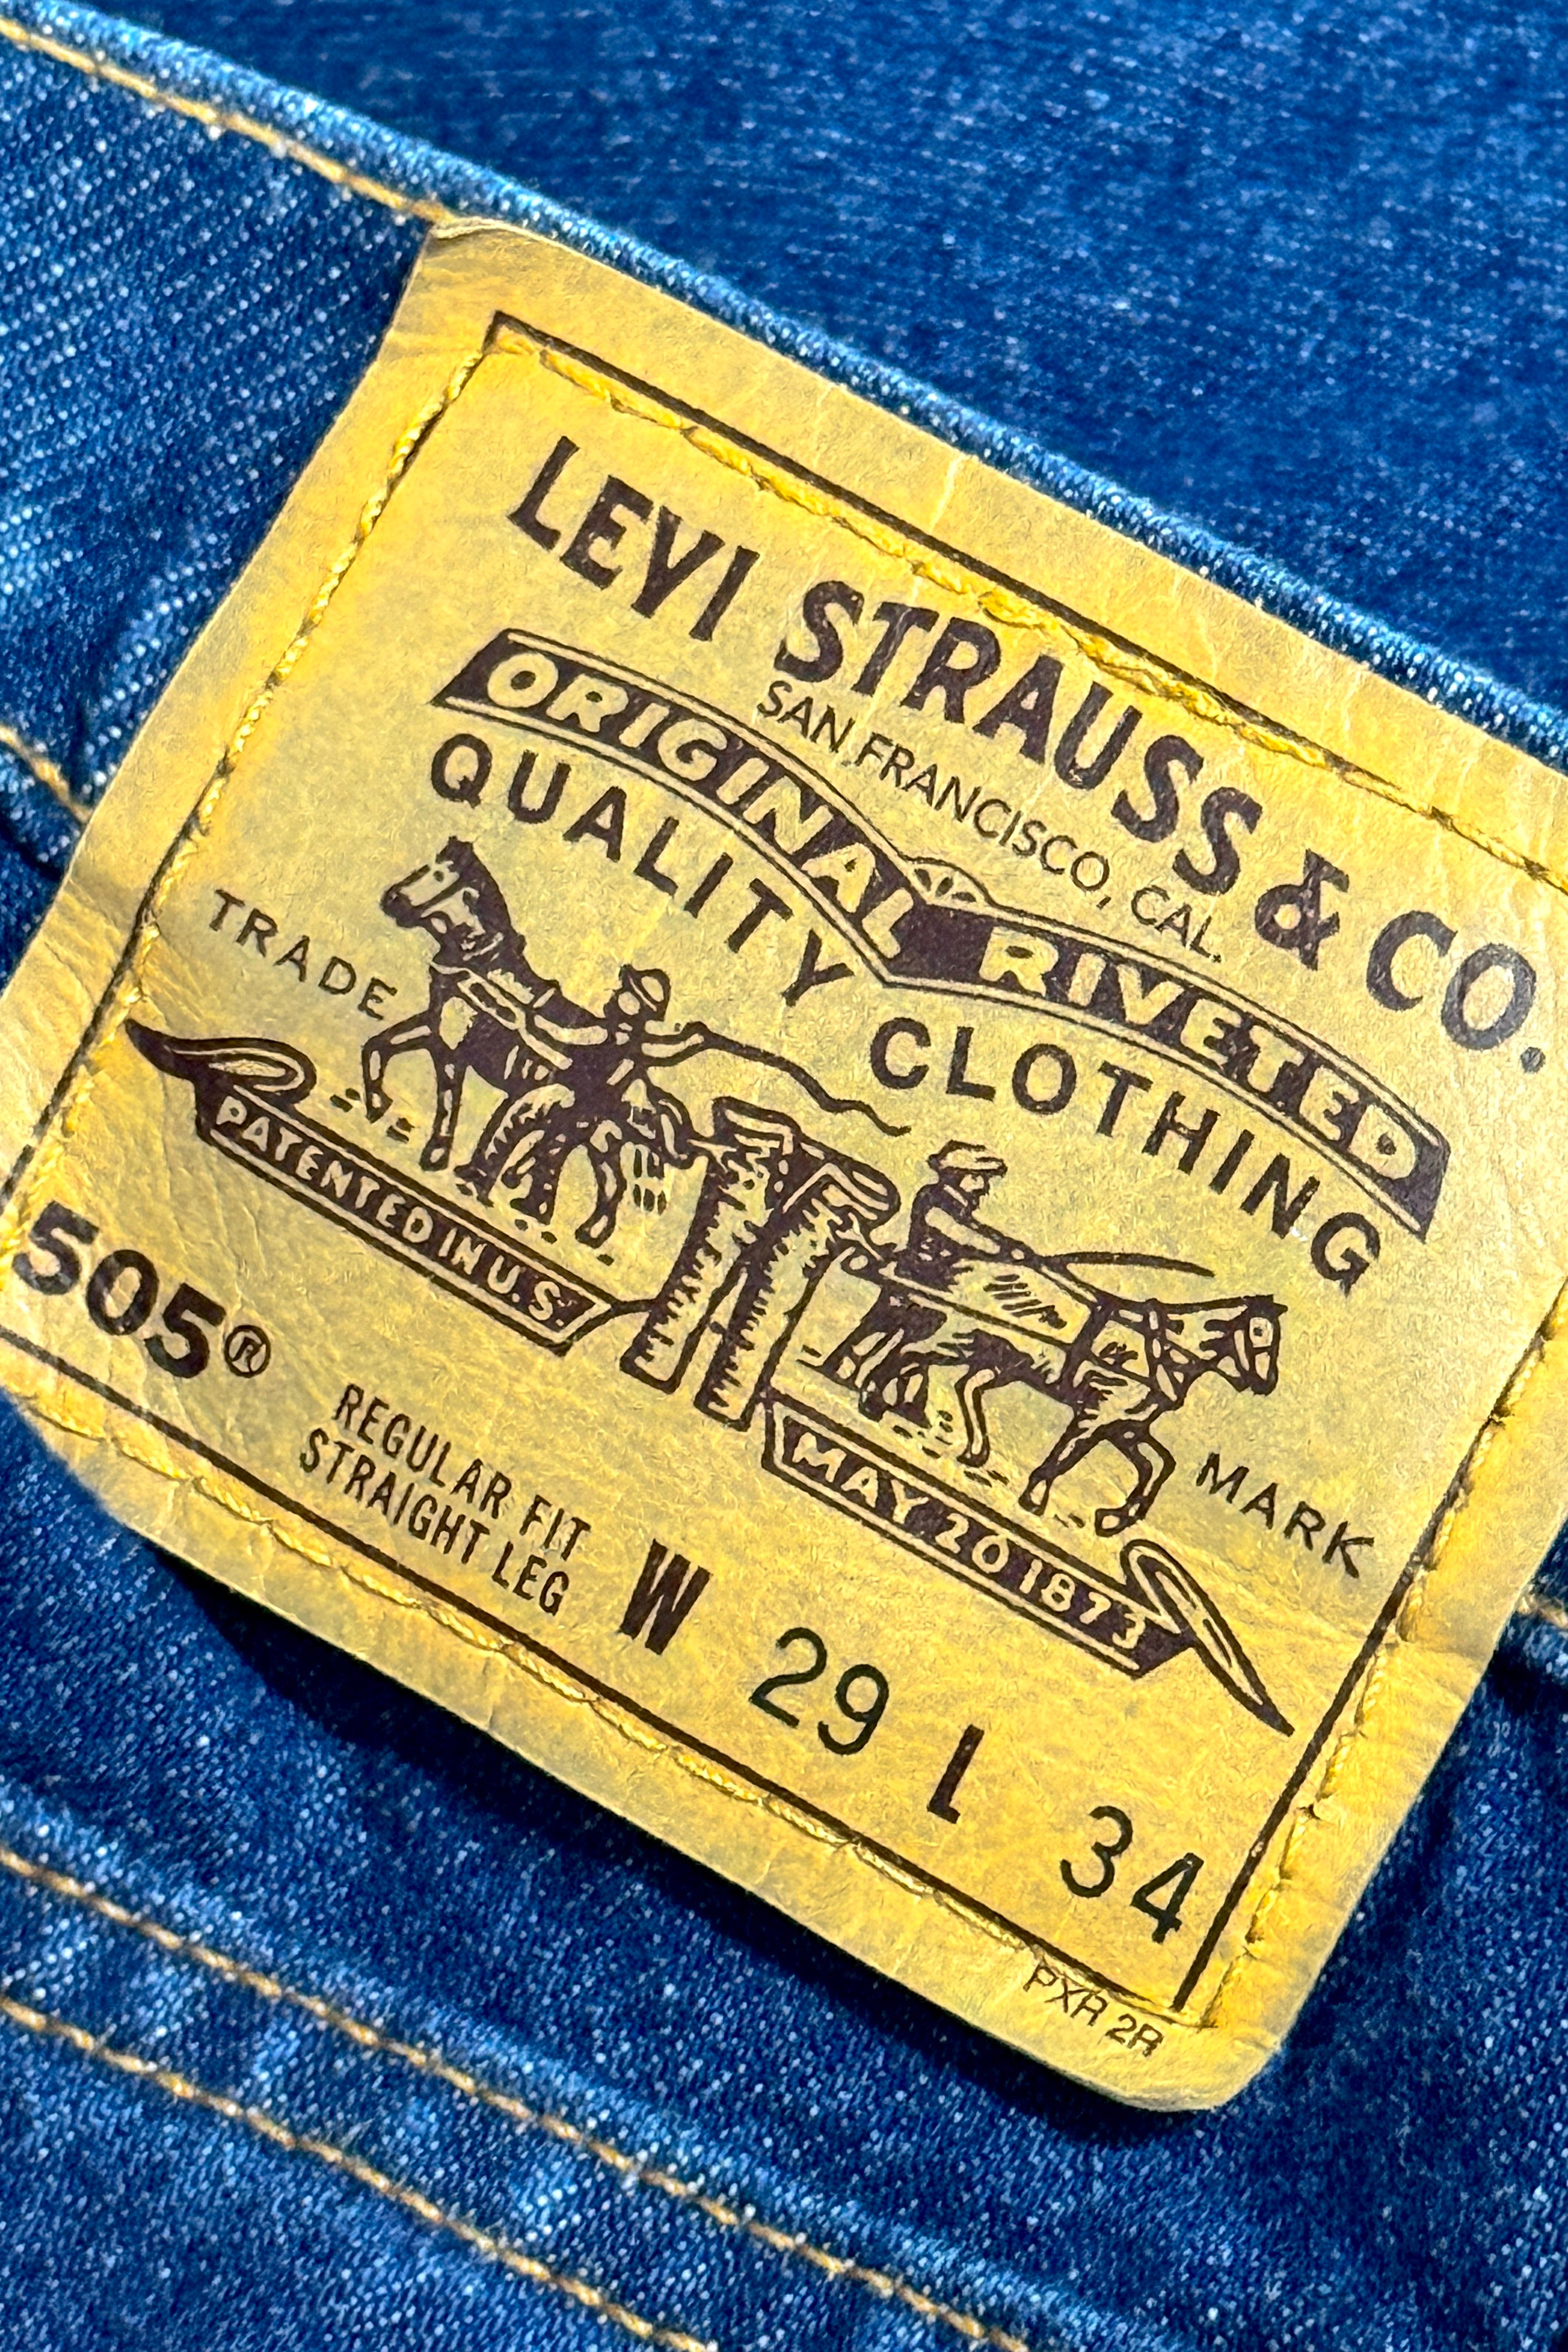 LEVI STRAUSS & CO.
SAN FRANCISCO, CAL.
ORIGINAL RIVETED
QUALITY CLOTHING
TRADE MARK
PATENTED IN U.S. MAY 20 1873
505®
REGULAR FIT
STRAIGHT LEG
W 29 L 34
PXR 2R